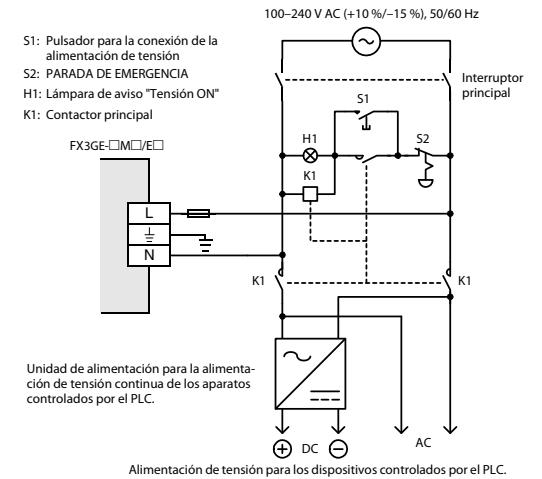 100–240 V AC (+10 %/–15 %), 50/60 Hz
S1: Pulsador para la conexión de la
alimentación de tensión
S2: PARADA DE EMERGENCIA
H1: Lámpara de aviso "Tensión ON"
K1: Contactor principal
Interruptor
principal
S1
FX3GE-□M□/E□
H1
S2
K1
L
N
K1
K1
Unidad de alimentación para la alimenta-
ción de tensión continua de los aparatos
controlados por el PLC.
DC
AC
Alimentación de tensión para los dispositivos controlados por el PLC.